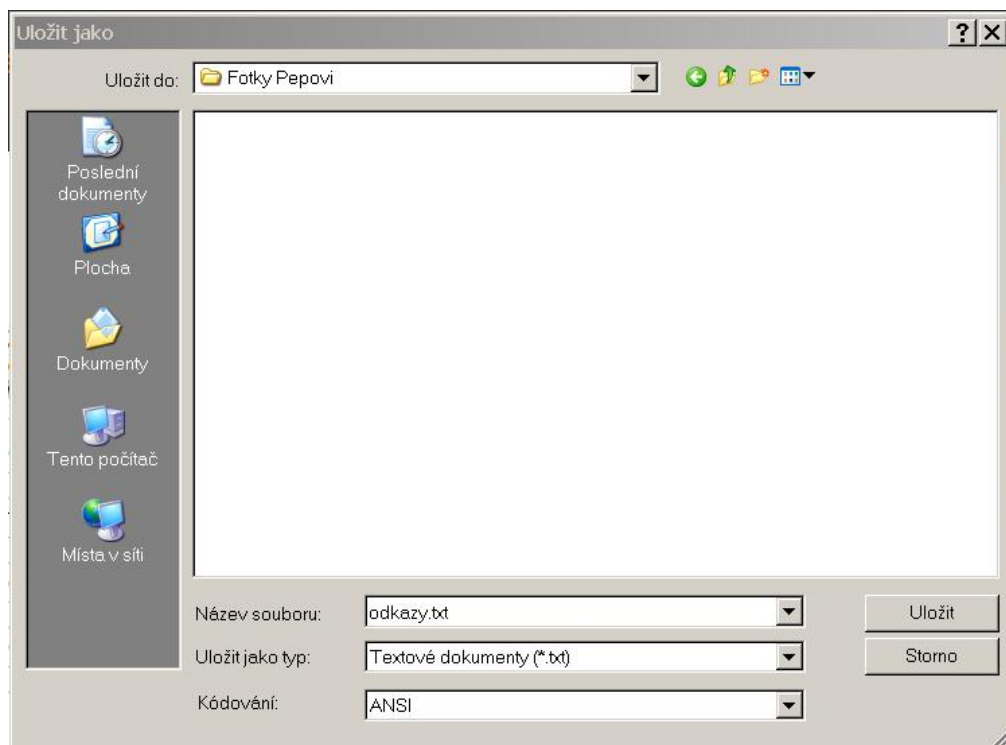 Uložit jako
Uložit do: Fotky Pepovi
Poslední
dokumenty
Plocha
Dokumenty
Tento počítač
Místa v síti
Název souboru: odkazy.txt Uložit
Uložit jako typ: Textové dokumenty (*.txt) Storno
Kódování: ANSI